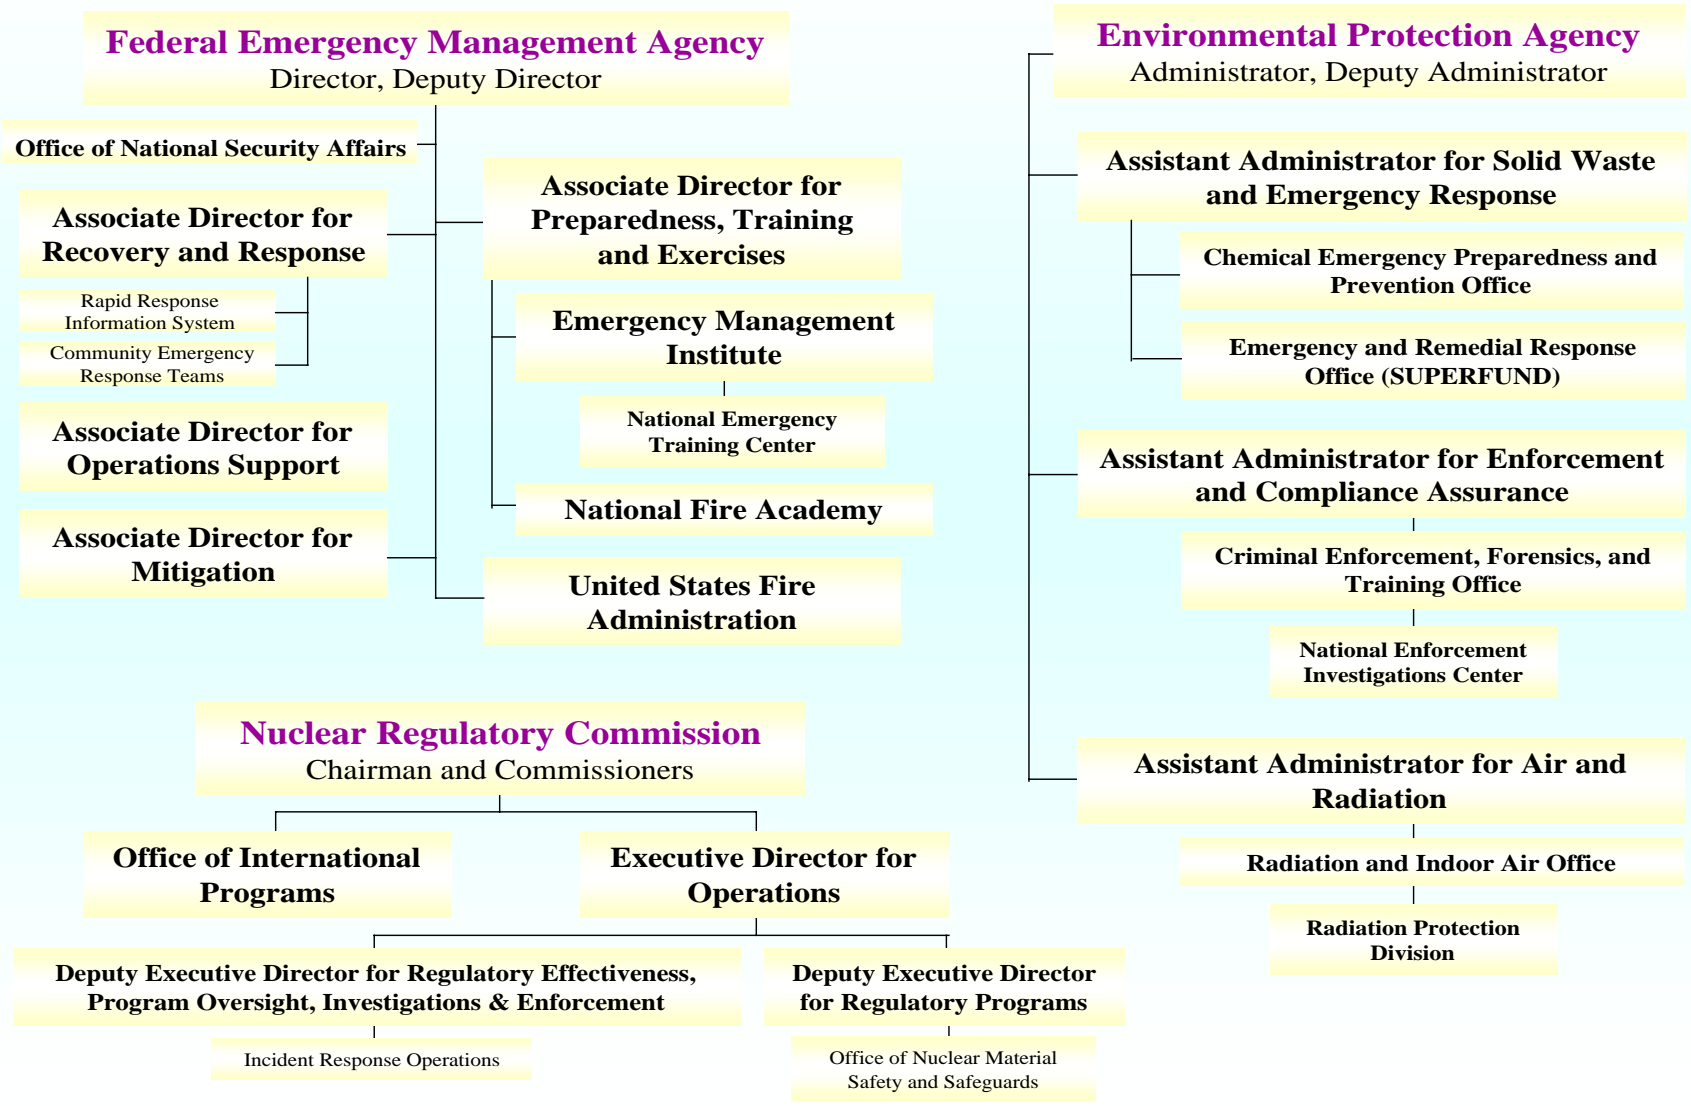 Federal Emergency Management Agency
Director, Deputy Director
Office of National Security Affairs
Associate Director for
Recovery and Response
Rapid Response
Information System
Community Emergency
Response Teams
Associate Director for
Operations Support
Associate Director for
Mitigation
Associate Director for
Preparedness, Training
and Exercises
Emergency Management
Institute
National Emergency
Training Center
National Fire Academy
United States Fire
Administration
Environmental Protection Agency
Administrator, Deputy Administrator
Assistant Administrator for Solid Waste
and Emergency Response
Chemical Emergency Preparedness and
Prevention Office
Emergency and Remedial Response
Office (SUPERFUND)
Assistant Administrator for Enforcement
and Compliance Assurance
Criminal Enforcement, Forensics, and
Training Office
National Enforcement
Investigations Center
Assistant Administrator for Air and
Radiation
Radiation and Indoor Air Office
Radiation Protection
Division
Nuclear Regulatory Commission
Chairman and Commissioners
Office of International
Programs
Executive Director for
Operations
Deputy Executive Director for Regulatory Effectiveness,
Program Oversight, Investigations & Enforcement
Incident Response Operations
Deputy Executive Director
for Regulatory Programs
Office of Nuclear Material
Safety and Safeguards